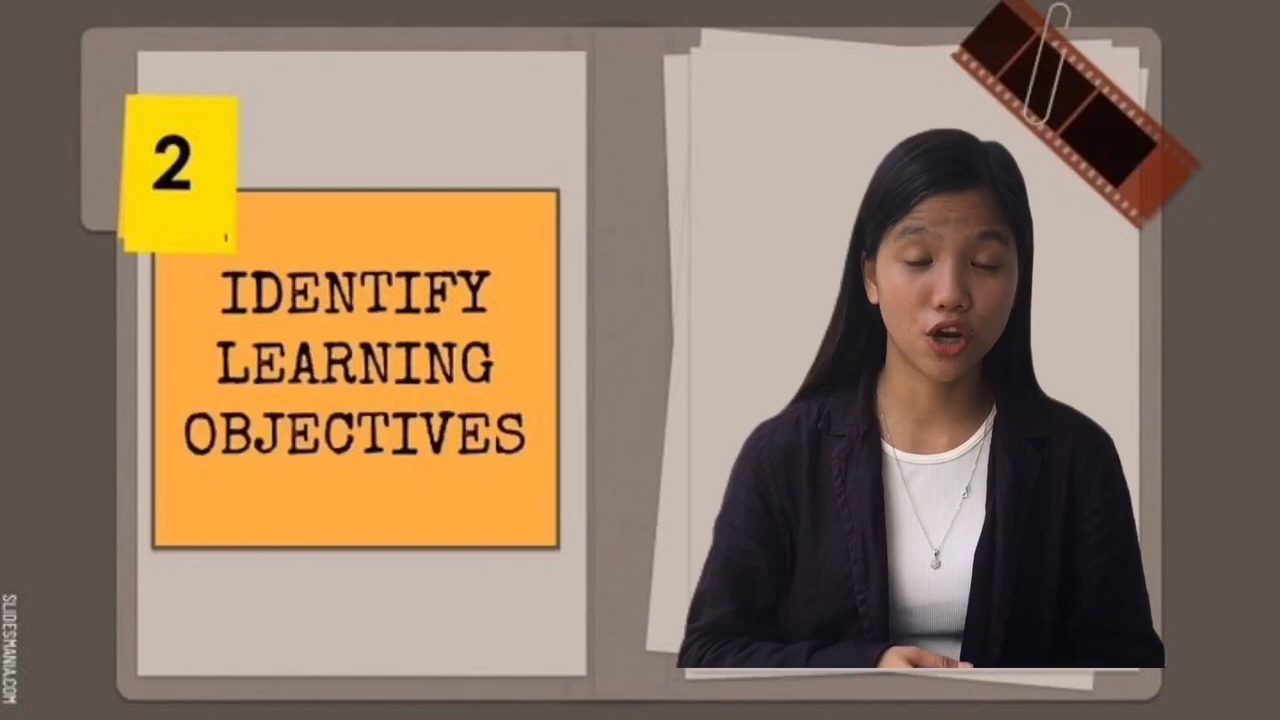 2
IDENTIFY
LEARNING
OBJECTIVES
SLIDESMANIA.COM